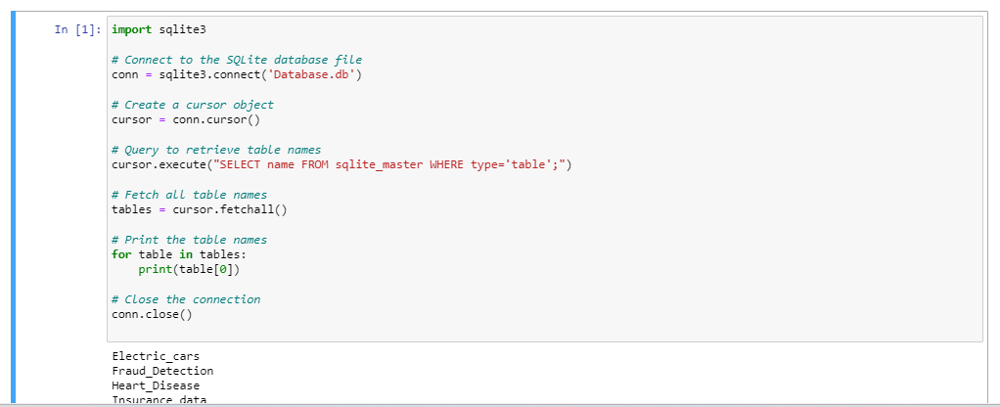 In [1]: import sqlite3
# Connect to the SQLite database file
conn = sqlite3.connect('Database.db')
# Create a cursor object
cursor = conn.cursor()
# Query to retrieve table names
cursor.execute("SELECT name FROM sqlite_master WHERE type='table';")
# Fetch all table names
tables = cursor.fetchall()
# Print the table names
for table in tables:
    print(table[0])
# Close the connection
conn.close()
Electric_cars
Fraud_Detection
Heart_Disease
Insurance_data